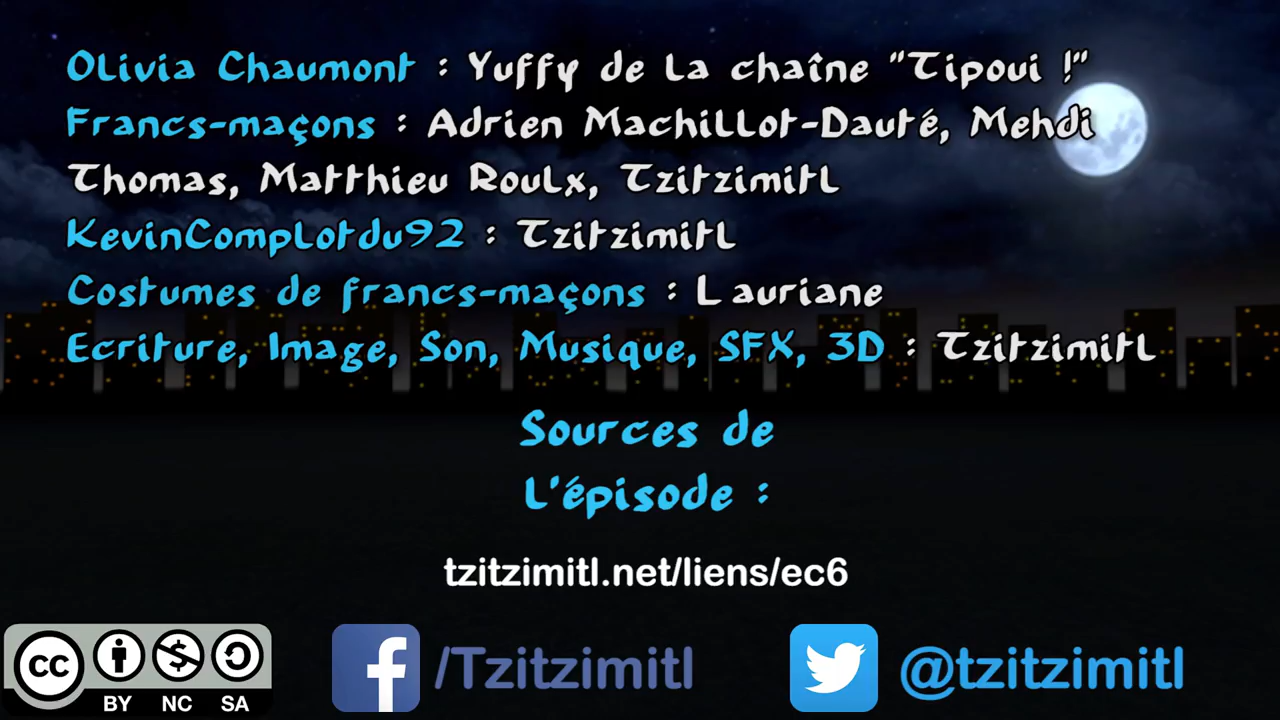 Olivia Chaumont : Yuffy de la chaîne "Tipoui !"
Francs-maçons : Adrien Machillot-Dauté, Mehdi
Thomas, Matthieu Roulx, Tzitzimitl
KevinComplotdu92 : Tzitzimitl
Costumes de francs-maçons : Lauriane
Ecriture, Image, Son, Musique, SFX, 3D : Tzitzimitl
Sources de
l'épisode :
tzitzimitl.net/liens/ec6
cc BY NC SA
f /Tzitzimitl
@tzitzimitl